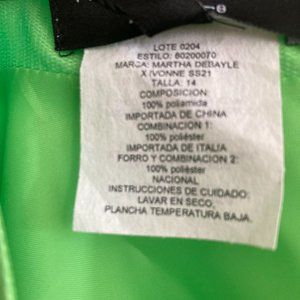 LOTE 0204
ESTILO: 60200070
MARCA: MARTHA DEBAYLE
X IVONNE SS21
TALLA: 14
COMPOSICION:
100% poliamida
IMPORTADA DE CHINA
COMBINACION 1:
100% poliéster
IMPORTADA DE ITALIA
FORRO Y COMBINACION 2:
100% poliéster
NACIONAL
INSTRUCCIONES DE CUIDADO:
LAVAR EN SECO,
PLANCHA TEMPERATURA BAJA.